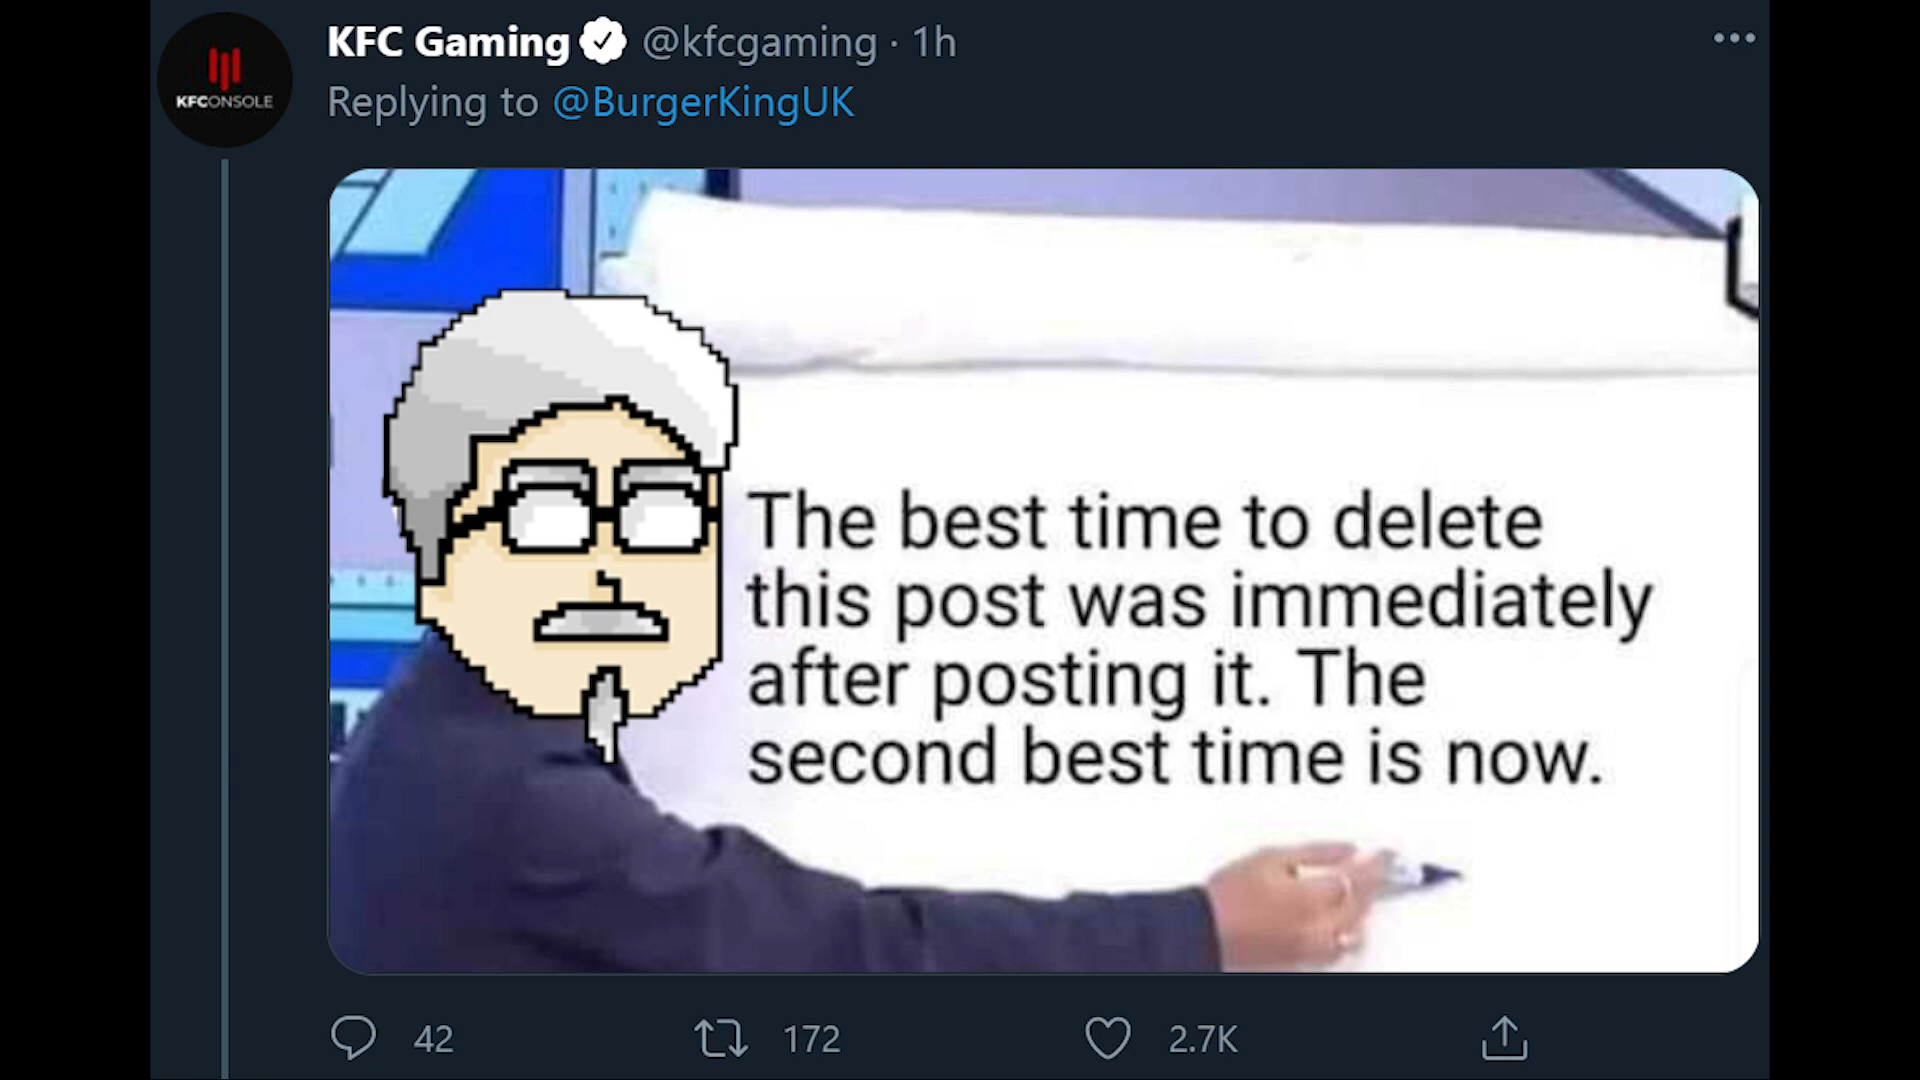 KFC Gaming @kfcgaming · 1h
KFCONSOLE
Replying to @BurgerKingUK
The best time to delete
this post was immediately
after posting it. The
second best time is now.
42 172 2.7K